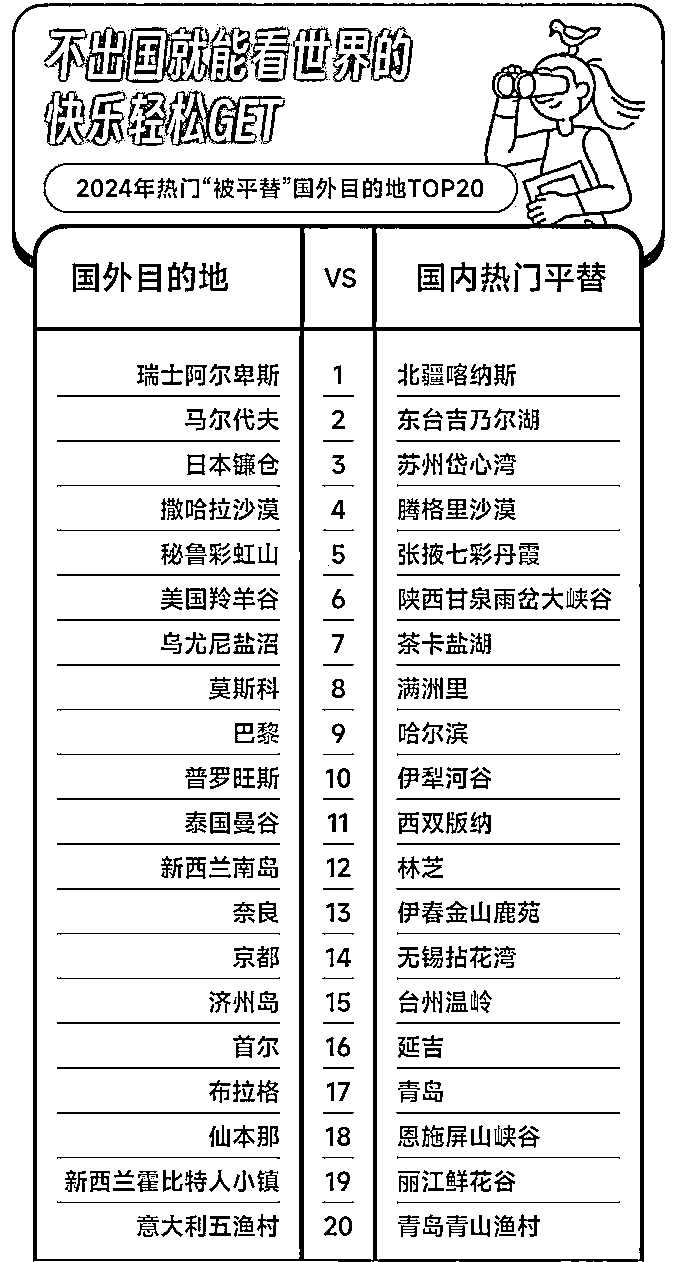 不出国就能看世界的
快乐轻松GET
2024年热门“被平替”国外目的地TOP20
国外目的地 VS 国内热门平替
瑞士阿尔卑斯 1 北疆喀纳斯
马尔代夫 2 东台吉乃尔湖
日本镰仓 3 苏州岱心湾
撒哈拉沙漠 4 腾格里沙漠
秘鲁彩虹山 5 张掖七彩丹霞
美国羚羊谷 6 陕西甘泉雨岔大峡谷
乌尤尼盐沼 7 茶卡盐湖
莫斯科 8 满洲里
巴黎 9 哈尔滨
普罗旺斯 10 伊犁河谷
泰国曼谷 11 西双版纳
新西兰南岛 12 林芝
奈良 13 伊春金山鹿苑
京都 14 无锡拈花湾
济州岛 15 台州温岭
首尔 16 延吉
布拉格 17 青岛
仙本那 18 恩施屏山峡谷
新西兰霍比特人小镇 19 丽江鲜花谷
意大利五渔村 20 青岛青山渔村